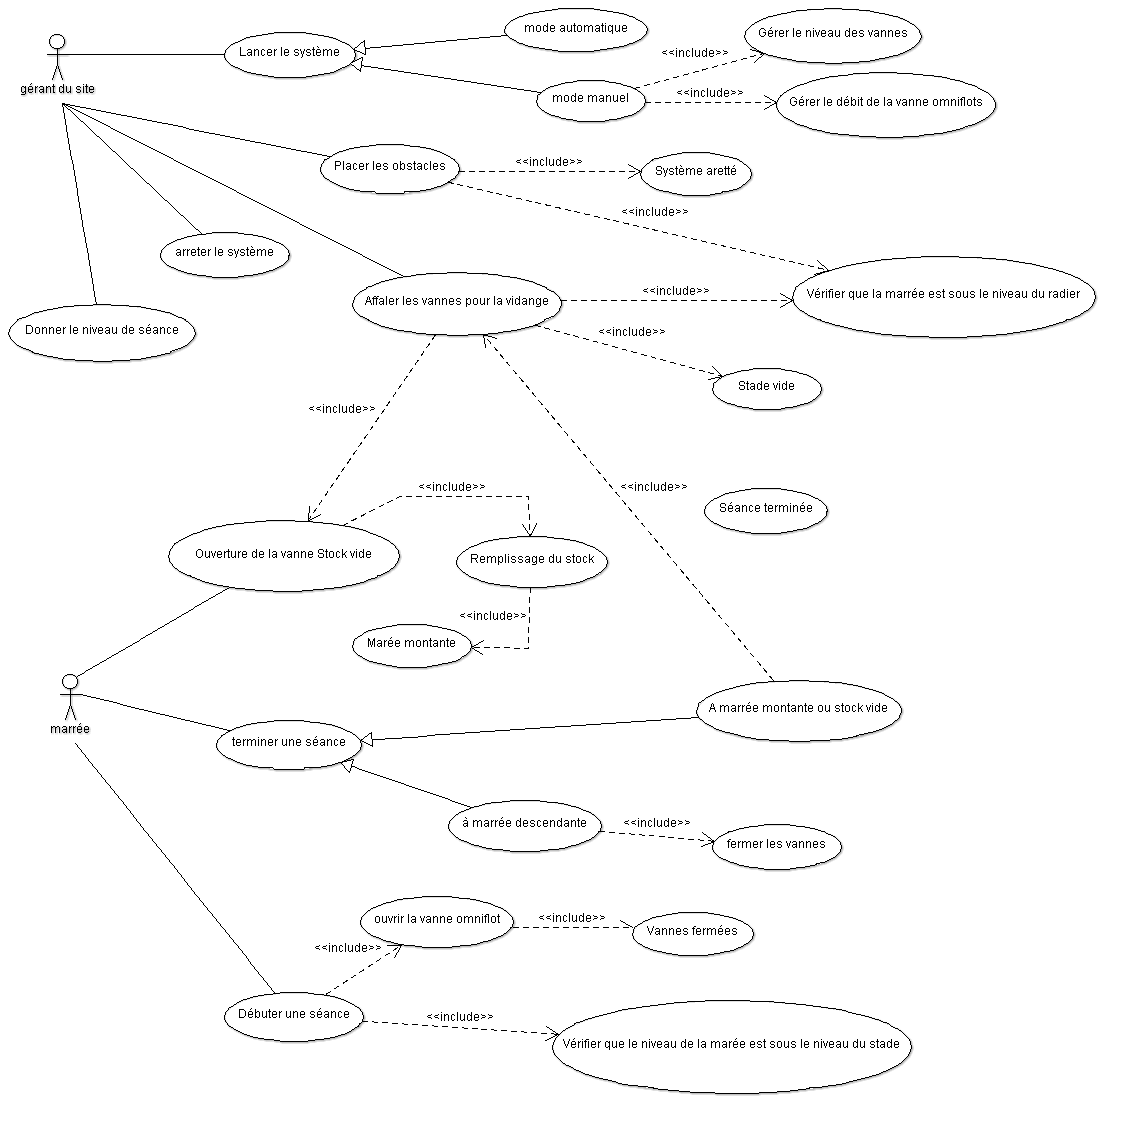 mode automatique
Gérer le niveau des vannes
Lancer le système
<<include>>
gérant du site
mode manuel
<<include>>
Gérer le débit de la vanne omniflots
Placer les obstacles
<<include>>
Système aretté
<<include>>
arreter le système
Affaler les vannes pour la vidange
<<include>>
Vérifier que la marrée est sous le niveau du radier
Donner le niveau de séance
<<include>>
Stade vide
<<include>>
<<include>>
<<include>>
Séance terminée
Ouverture de la vanne Stock vide
Remplissage du stock
<<include>>
Marée montante
A marrée montante ou stock vide
marrée
terminer une séance
à marrée descendante
<<include>>
fermer les vannes
ouvrir la vanne omniflot
<<include>>
Vannes fermées
<<include>>
Débuter une séance
<<include>>
Vérifier que le niveau de la marée est sous le niveau du stade